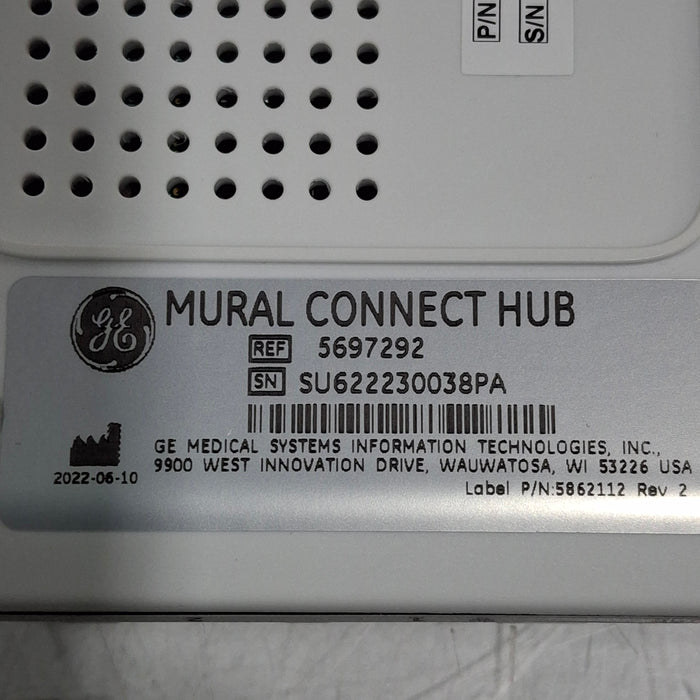 P/N
S/N
GE
MURAL CONNECT HUB
REF 5697292
SN SU622230038PA
GE MEDICAL SYSTEMS INFORMATION TECHNOLOGIES, INC.,
9900 WEST INNOVATION DRIVE, WAUWATOSA, WI 53226 USA
2022-06-10
Label P/N:5862112 Rev 2